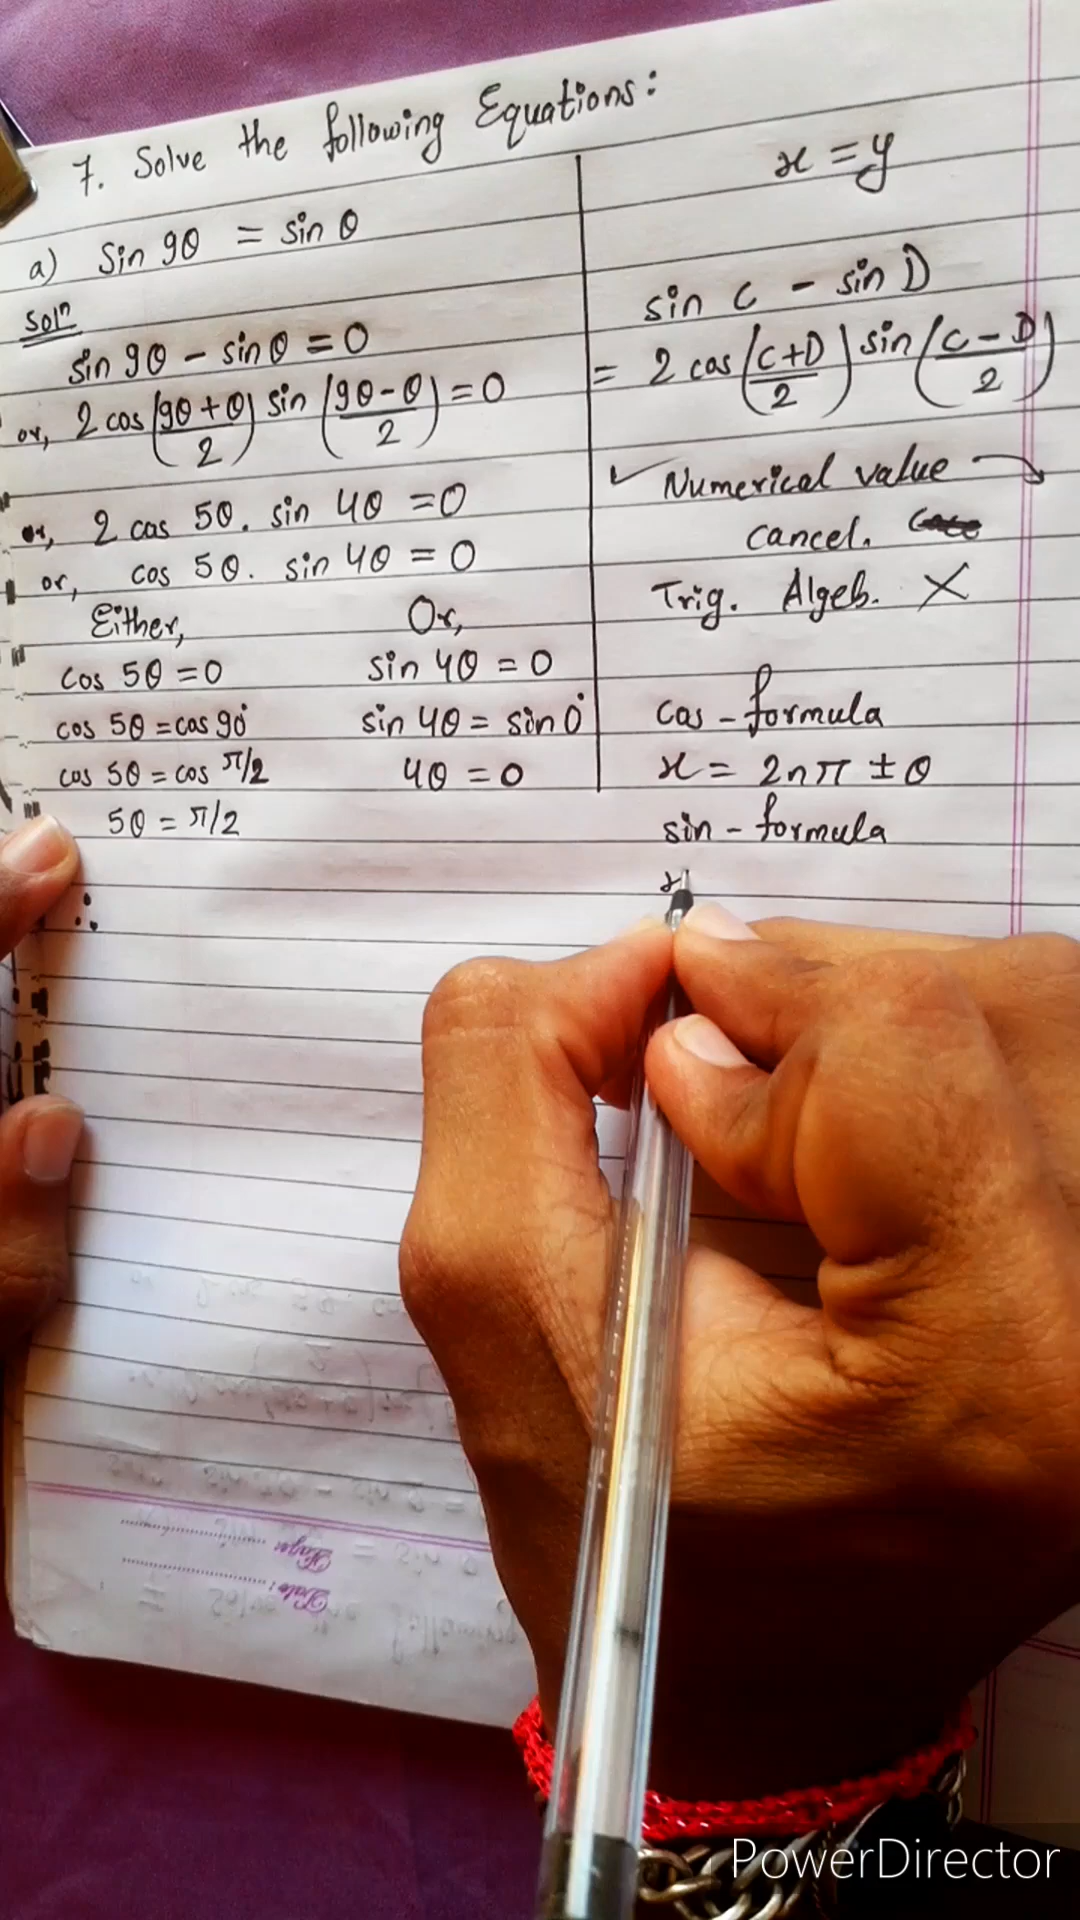 7. Solve the following Equations:
a) Sin 9θ = sin θ
Solⁿ
sin 9θ − sin θ = 0
or, 2 cos (9θ + θ / 2) sin (9θ − θ / 2) = 0
or, 2 cos 5θ. sin 4θ = 0
or, cos 5θ. sin 4θ = 0
Either, Or,
cos 5θ = 0 sin 4θ = 0
cos 5θ = cos 90° sin 4θ = sin 0°
cos 5θ = cos π/2 4θ = 0
5θ = π/2
∴
x = y
sin C − sin D
= 2 cos (C + D / 2) sin (C − D / 2)
✓ Numerical value →
cancel.
Trig. Algeb. ✗
cos - formula
x = 2nπ ± θ
sin - formula
x
Page
Date:
PowerDirector